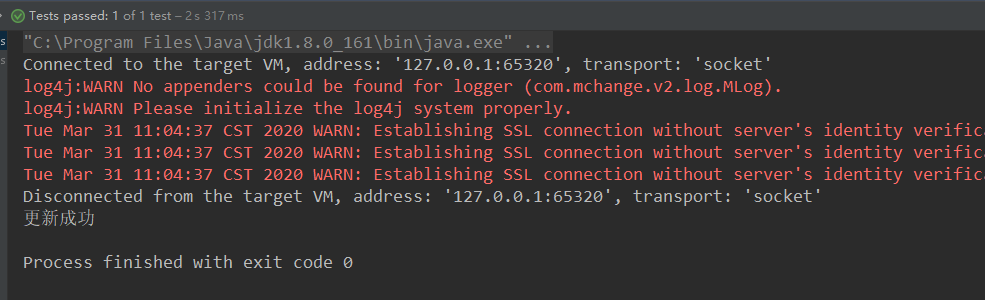 Tests passed: 1 of 1 test – 2 s 317 ms
"C:\Program Files\Java\jdk1.8.0_161\bin\java.exe" ...
Connected to the target VM, address: '127.0.0.1:65320', transport: 'socket'
log4j:WARN No appenders could be found for logger (com.mchange.v2.log.MLog).
log4j:WARN Please initialize the log4j system properly.
Tue Mar 31 11:04:37 CST 2020 WARN: Establishing SSL connection without server's identity verific
Tue Mar 31 11:04:37 CST 2020 WARN: Establishing SSL connection without server's identity verific
Tue Mar 31 11:04:37 CST 2020 WARN: Establishing SSL connection without server's identity verific
Disconnected from the target VM, address: '127.0.0.1:65320', transport: 'socket'
更新成功
Process finished with exit code 0